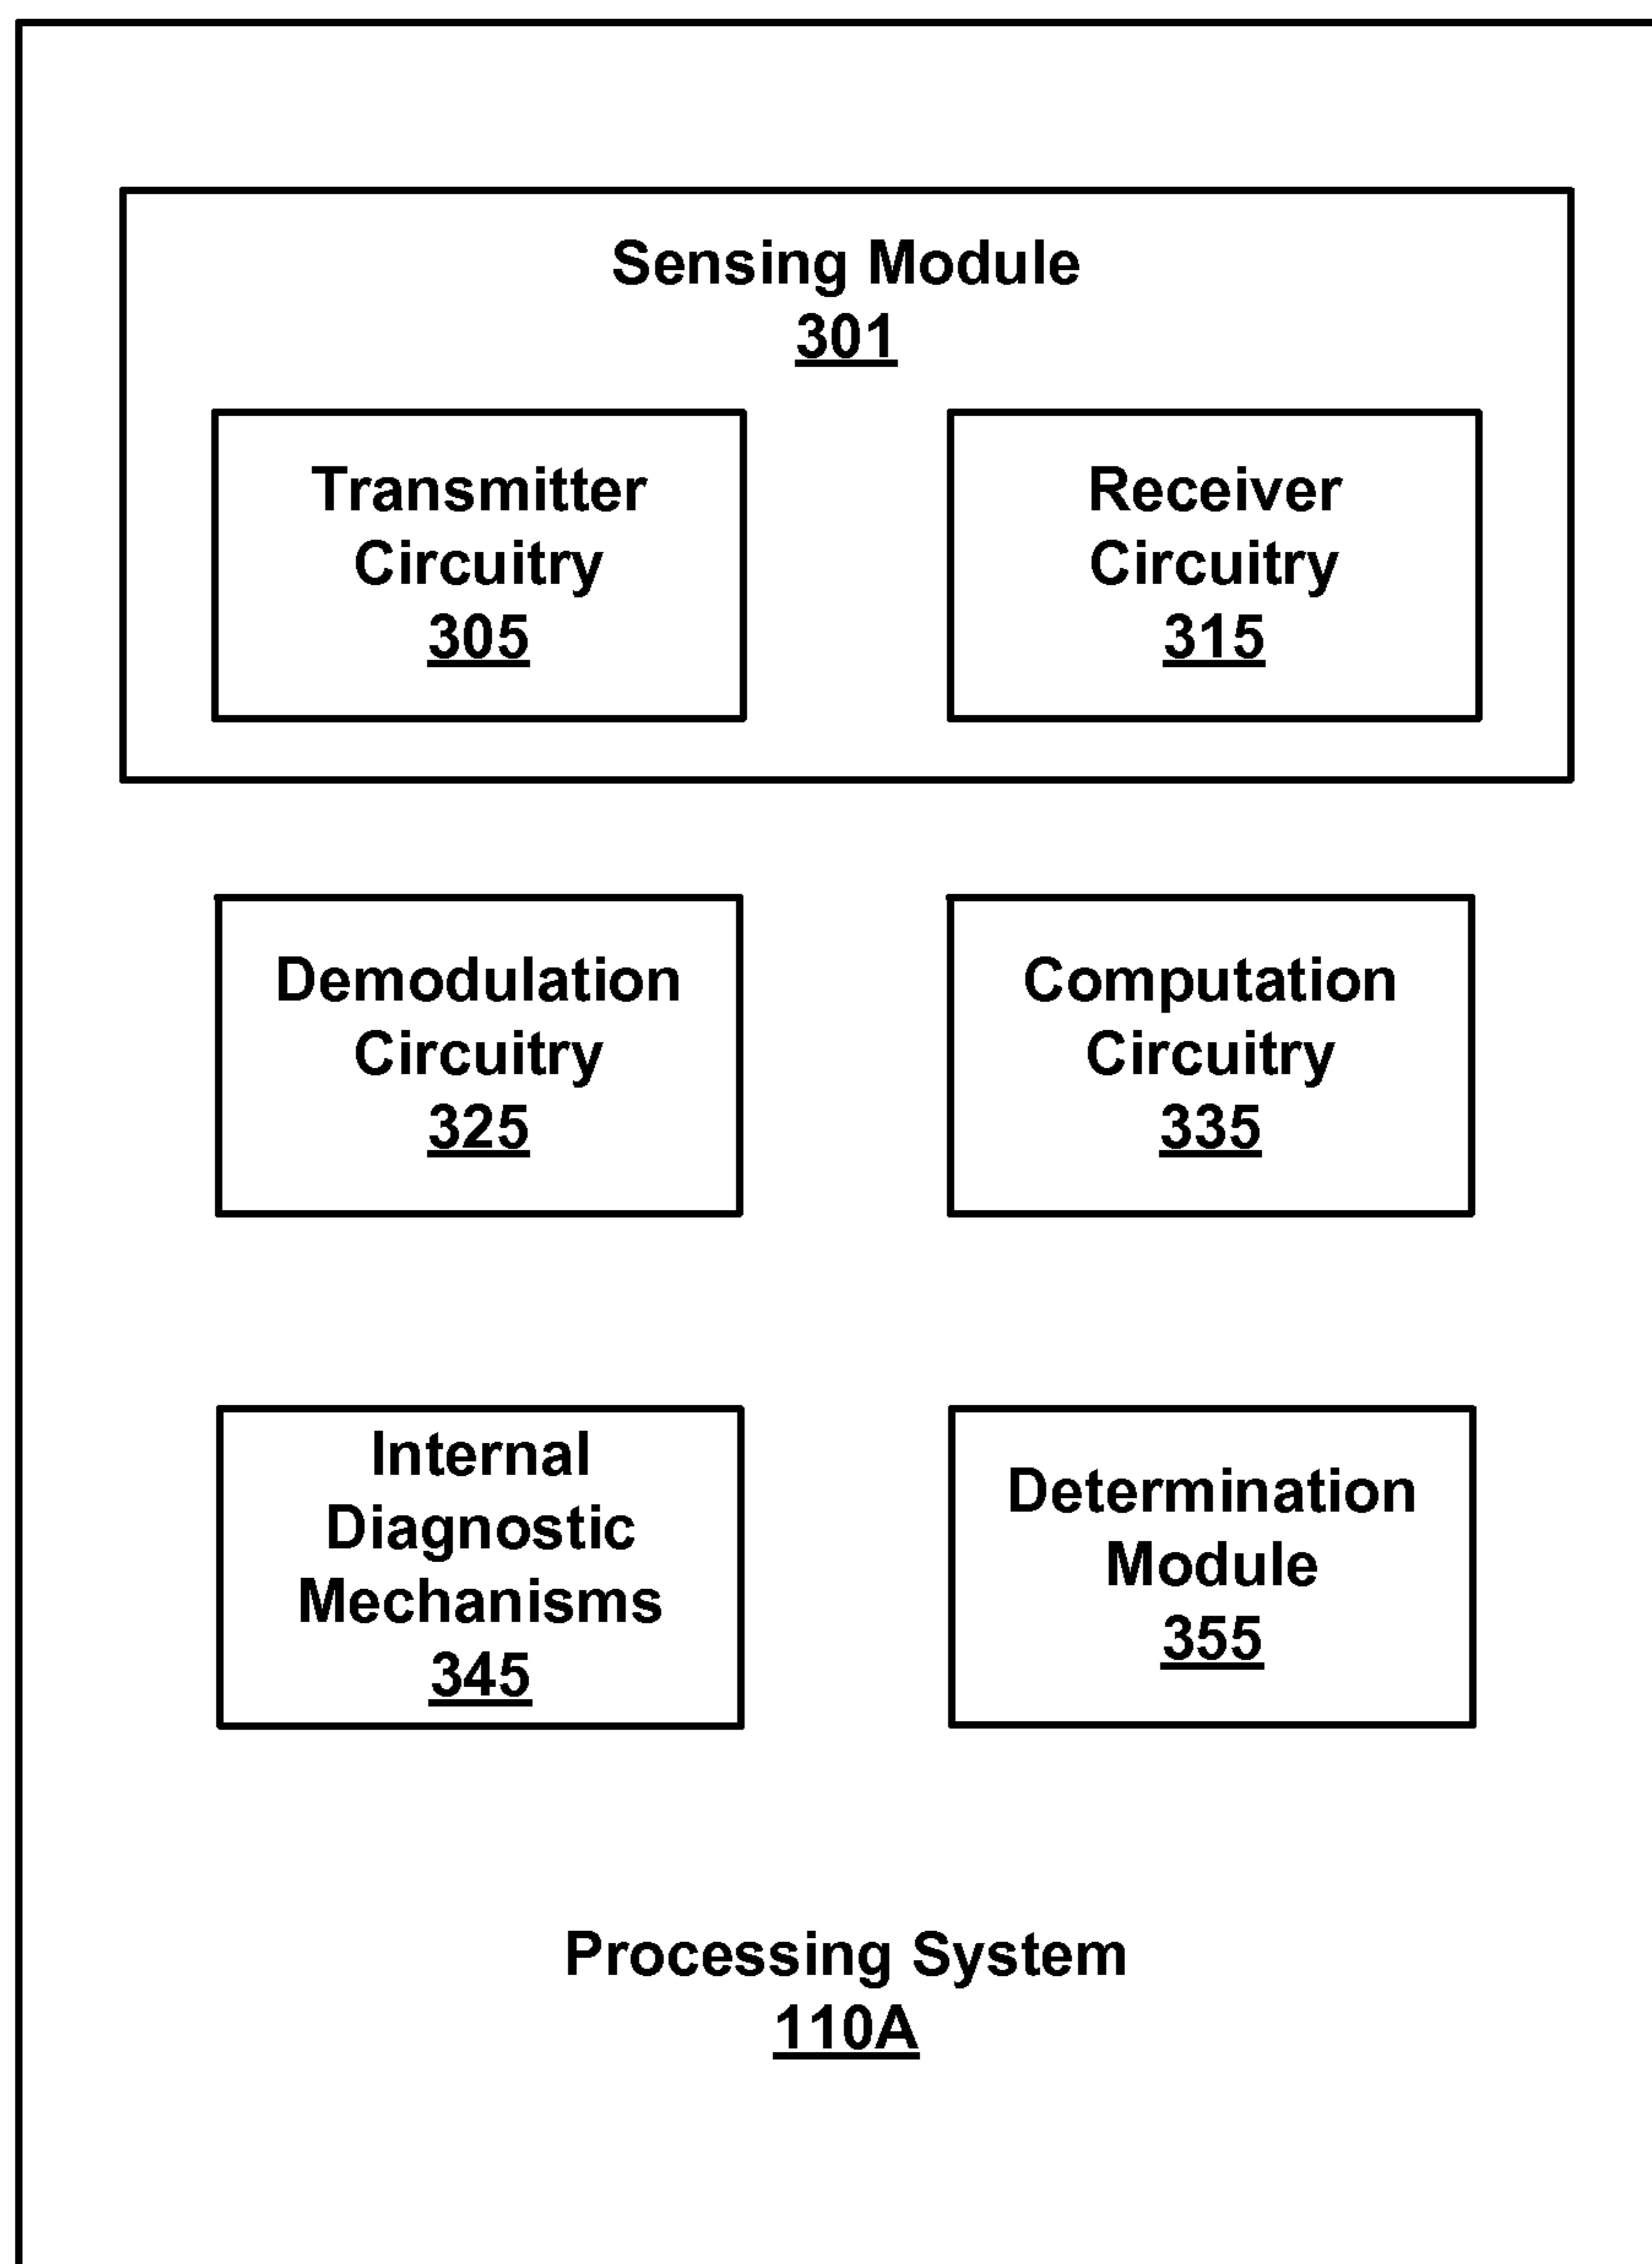 Sensing Module
301
Transmitter
Circuitry
305
Receiver
Circuitry
315
Demodulation
Circuitry
325
Computation
Circuitry
335
Internal
Diagnostic
Mechanisms
345
Determination
Module
355
Processing System
110A